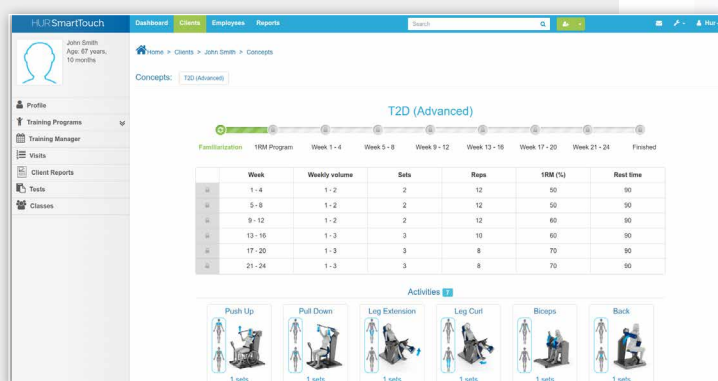 HUR SmartTouch
Dashboard Clients Employees Reports Search Hur
John Smith
Age: 67 years,
10 months
Home > Clients > John Smith > Concepts
Concepts: T2D (Advanced)
Profile
Training Programs
Training Manager
Visits
Client Reports
Tests
Classes
T2D (Advanced)
Familiarization 1RM Program Week 1 - 4 Week 5 - 8 Week 9 - 12 Week 13 - 16 Week 17 - 20 Week 21 - 24 Finished
Week Weekly volume Sets Reps 1RM (%) Rest time
1 - 4 1 - 2 2 12 50 90
5 - 8 1 - 2 2 12 50 90
9 - 12 1 - 2 2 12 60 90
13 - 16 1 - 3 3 10 60 90
17 - 20 1 - 3 3 8 70 90
21 - 24 1 - 3 3 8 70 90
Activities 7
Push Up Pull Down Leg Extension Leg Curl Biceps Back
1 sets 1 sets 1 sets 1 sets 1 sets 1 sets